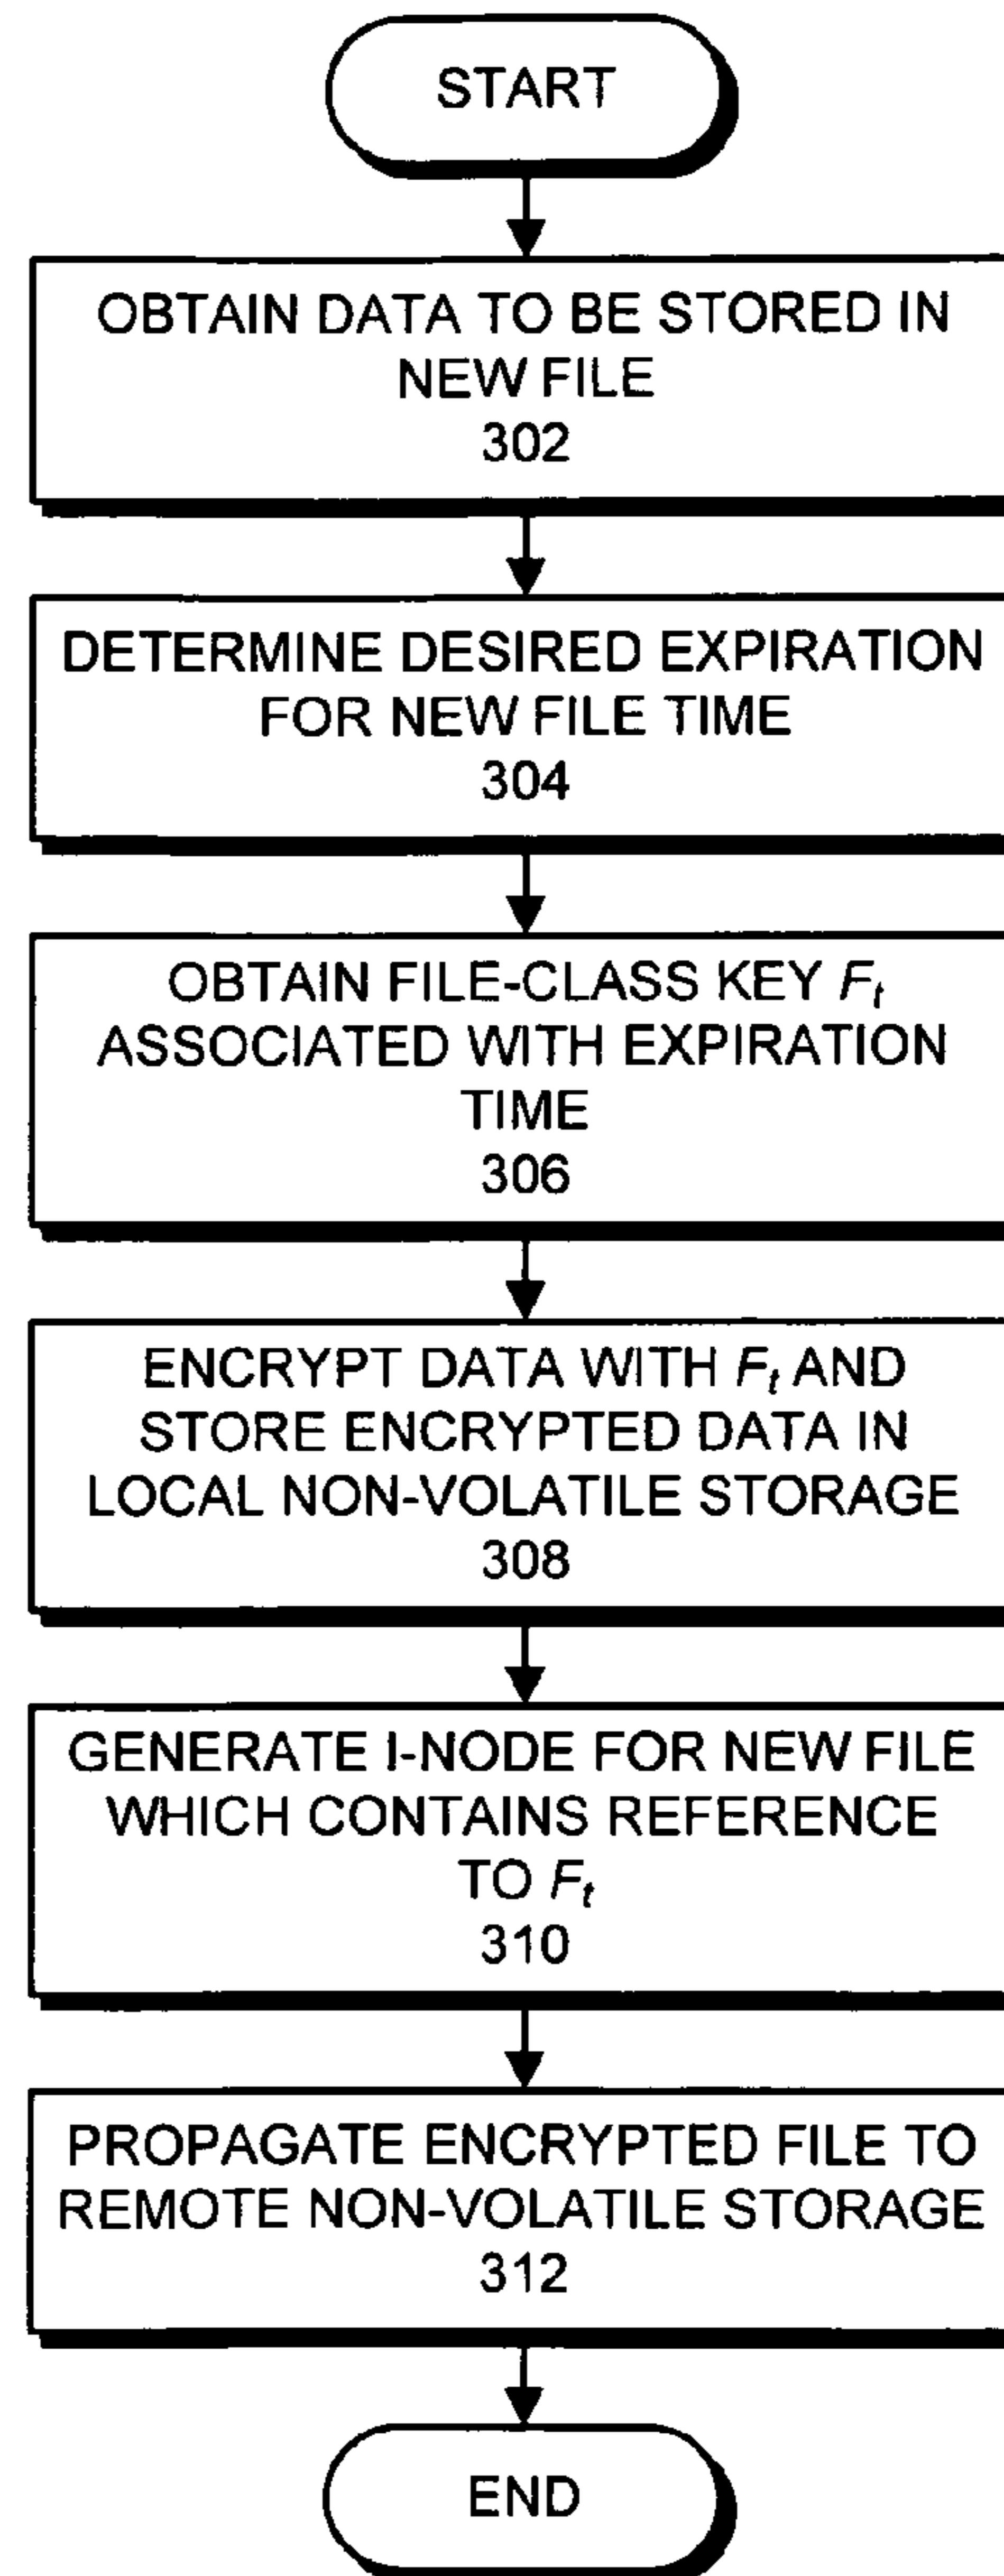 START
OBTAIN DATA TO BE STORED IN
NEW FILE
302
DETERMINE DESIRED EXPIRATION
FOR NEW FILE TIME
304
OBTAIN FILE-CLASS KEY Ft
ASSOCIATED WITH EXPIRATION
TIME
306
ENCRYPT DATA WITH Ft AND
STORE ENCRYPTED DATA IN
LOCAL NON-VOLATILE STORAGE
308
GENERATE I-NODE FOR NEW FILE
WHICH CONTAINS REFERENCE
TO Ft
310
PROPAGATE ENCRYPTED FILE TO
REMOTE NON-VOLATILE STORAGE
312
END